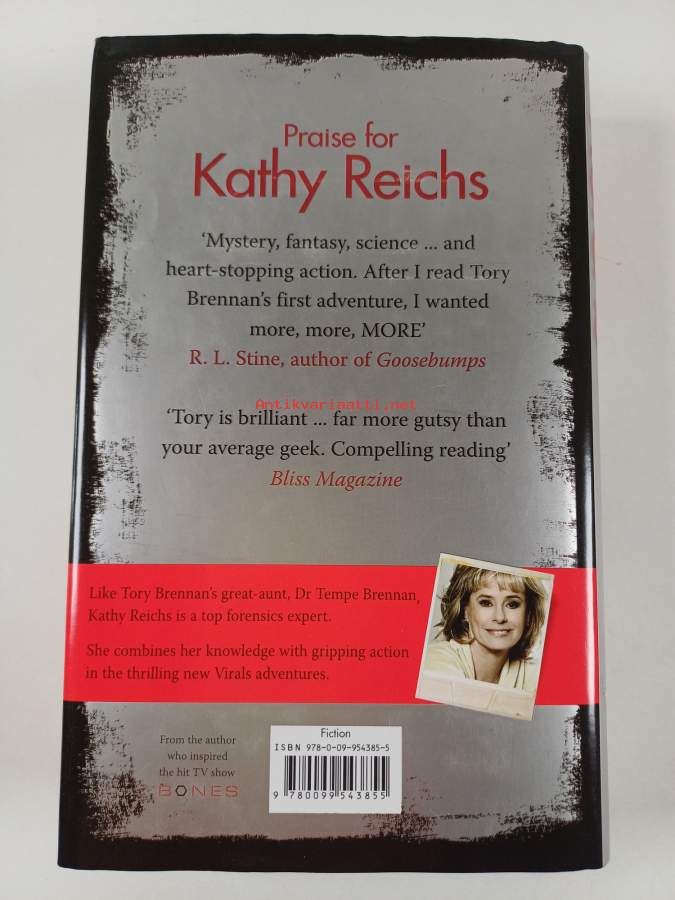 Praise for
Kathy Reichs
‘Mystery, fantasy, science ... and
heart-stopping action. After I read Tory
Brennan’s first adventure, I wanted
more, more, MORE’
R. L. Stine, author of Goosebumps
Antikvariaatti.net
‘Tory is brilliant ... far more gutsy than
your average geek. Compelling reading’
Bliss Magazine
Like Tory Brennan’s great-aunt, Dr Tempe Brennan,
Kathy Reichs is a top forensics expert.
She combines her knowledge with gripping action
in the thrilling new Virals adventures.
From the author
who inspired
the hit TV show
BONES
Fiction
ISBN 978-0-09-954385-5
9 780099 543855